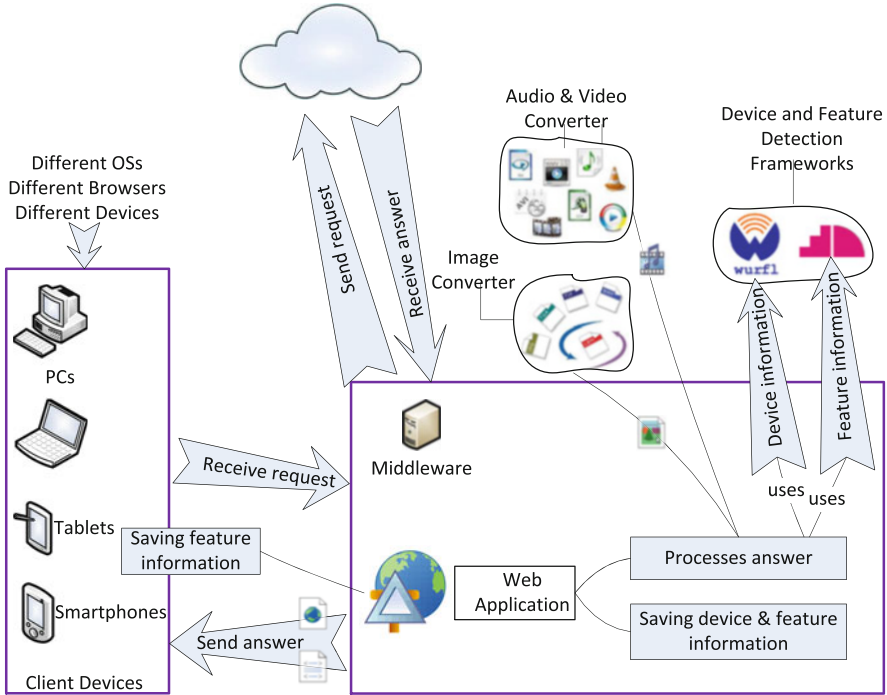 Audio & Video
Converter
Device and Feature
Detection
Frameworks
Different OSs
Different Browsers
Different Devices
Send request
Receive answer
Image
Converter
wurfl
Device information
Feature information
PCs
Middleware
Receive request
uses
uses
Tablets
Saving feature
information
Processes answer
Web
Application
Smartphones
Saving device & feature
information
Send answer
Client Devices